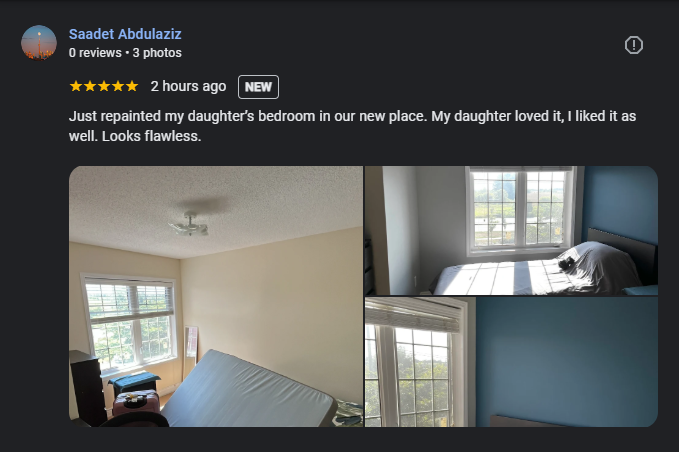 Saadet Abdulaziz
0 reviews • 3 photos
2 hours ago NEW
Just repainted my daughter’s bedroom in our new place. My daughter loved it, I liked it as
well. Looks flawless.